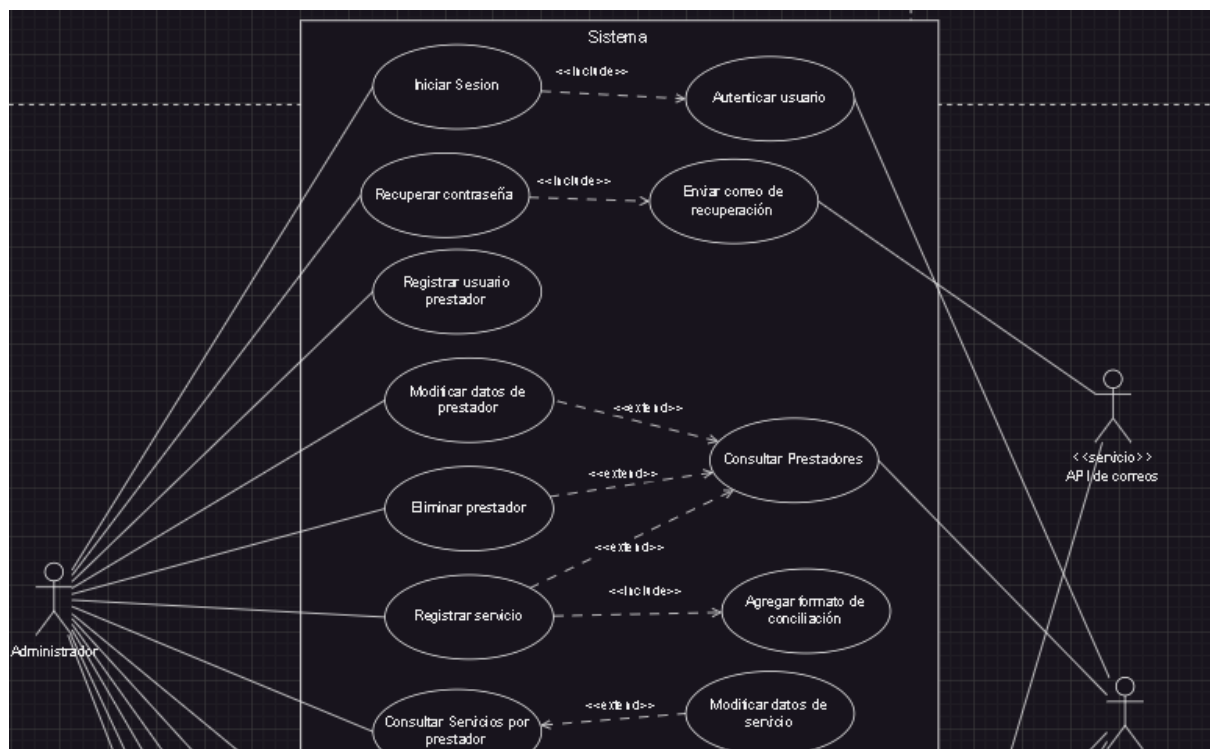 Sistema
Iniciar Sesion
<<Include>>
Autenticar usuario
Recuperar contraseña
<<Include>>
Enviar correo de
recuperación
Registrar usuario
prestador
Modificar datos de
prestador
<<extend>>
Consultar Prestadores
Eliminar prestador
<<extend>>
<<extend>>
Registrar servicio
<<Include>>
Agregar formato de
conciliación
Consultar Servicios por
prestador
<<extend>>
Modificar datos de
servicio
Administrador
<<servicio>>
API de correos